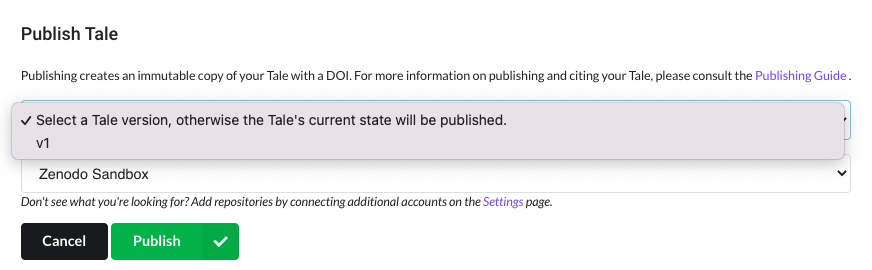 Publish Tale
Publishing creates an immutable copy of your Tale with a DOI. For more information on publishing and citing your Tale, please consult the Publishing Guide .
✓ Select a Tale version, otherwise the Tale's current state will be published.
v1
Zenodo Sandbox
Don't see what you're looking for? Add repositories by connecting additional accounts on the Settings page.
Cancel
Publish